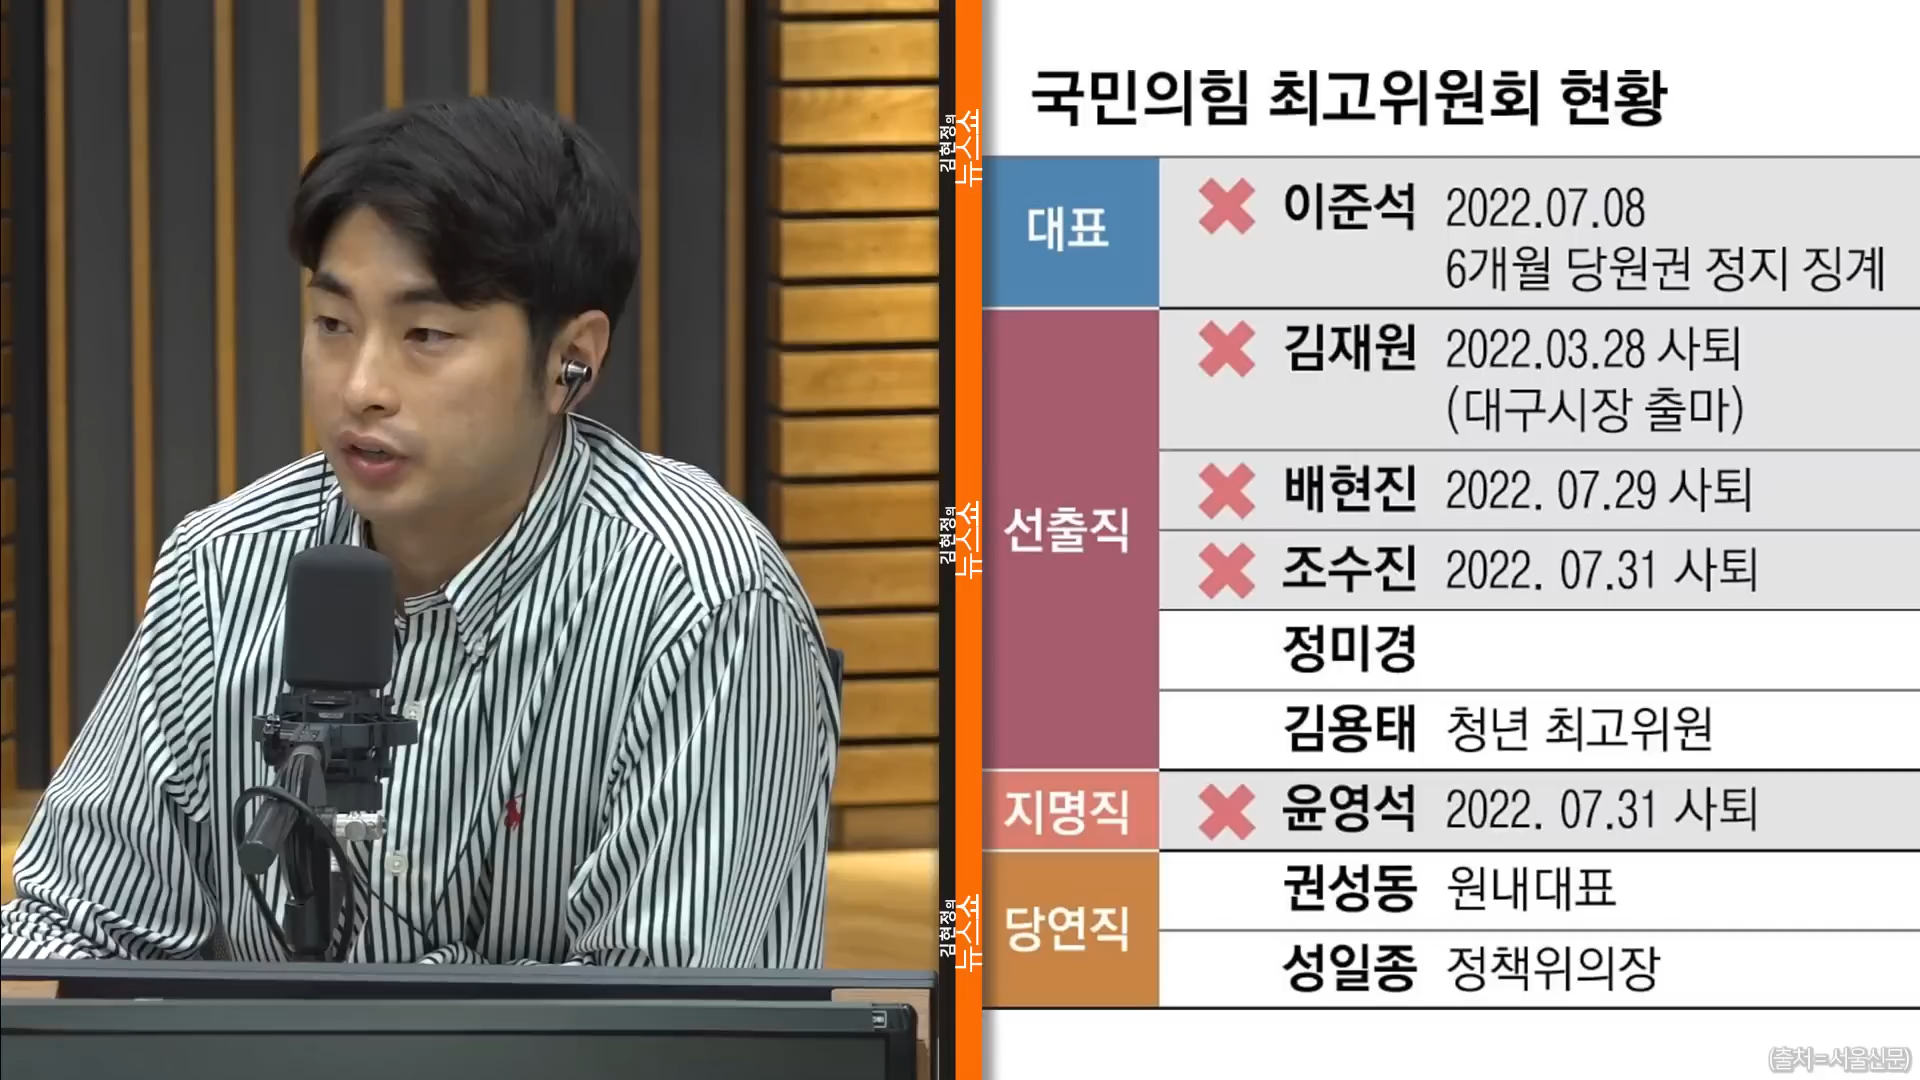 국민의힘 최고위원회 현황
대표
이준석 2022.07.08
6개월 당원권 정지 징계
선출직
김재원 2022.03.28 사퇴
(대구시장 출마)
배현진 2022. 07.29 사퇴
조수진 2022. 07.31 사퇴
정미경
김용태 청년 최고위원
지명직
윤영석 2022. 07.31 사퇴
당연직
권성동 원내대표
성일종 정책위의장
(출처=서울신문)
김현정의
뉴스쇼
김현정의
뉴스쇼
김현정의
뉴스쇼